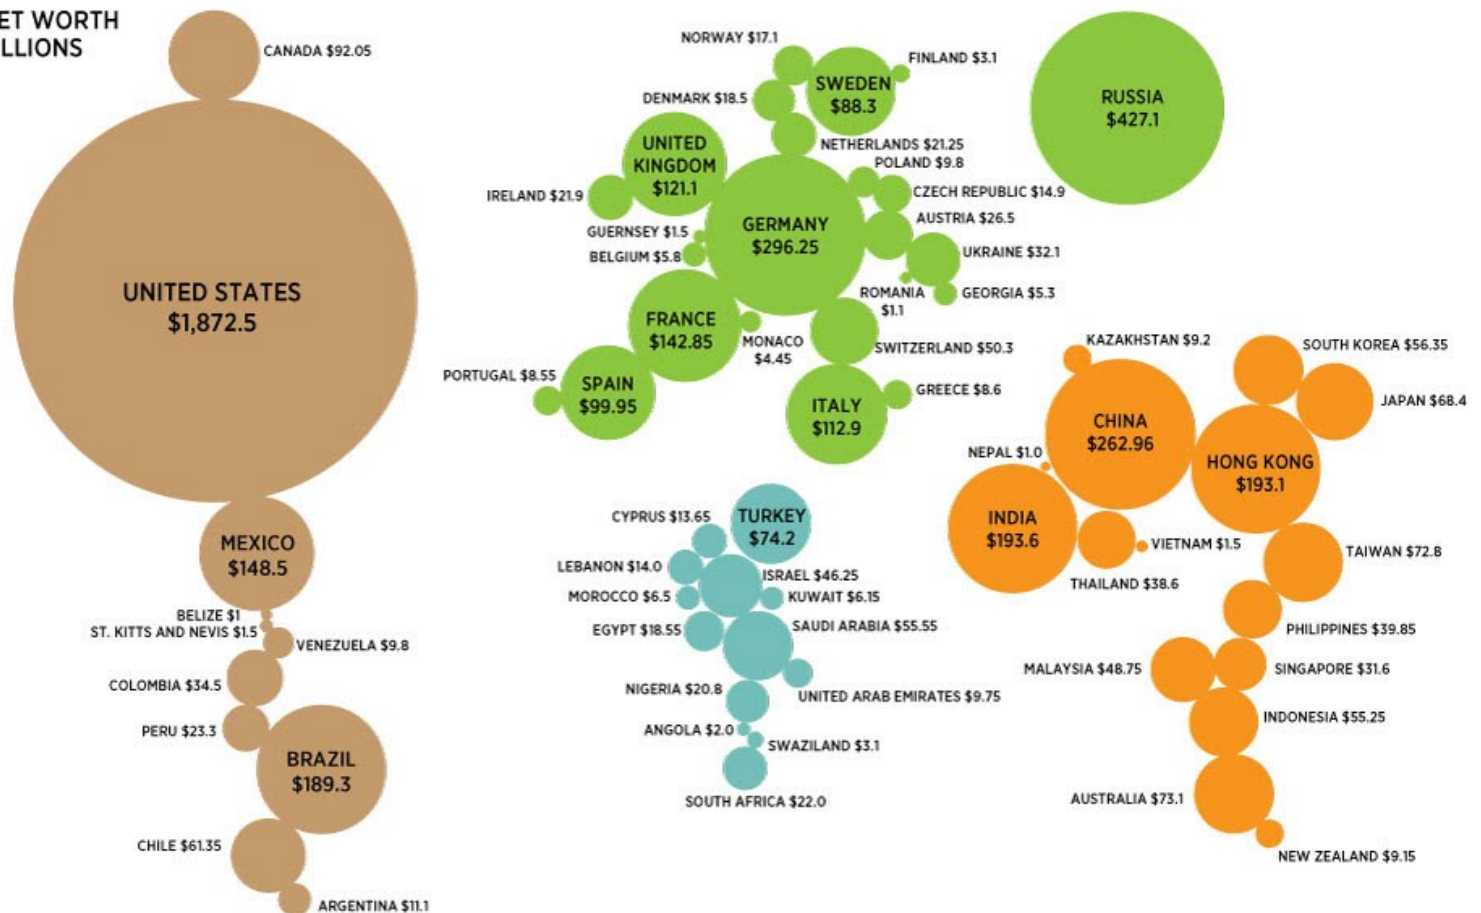 ET WORTH
LLIONS
CANADA $92.05
UNITED STATES
$1,872.5
MEXICO
$148.5
BELIZE $1
ST. KITTS AND NEVIS $1.5
VENEZUELA $9.8
COLOMBIA $34.5
PERU $23.3
BRAZIL
$189.3
CHILE $61.35
ARGENTINA $11.1
NORWAY $17.1
FINLAND $3.1
SWEDEN
$88.3
DENMARK $18.5
NETHERLANDS $21.25
UNITED
KINGDOM
$121.1
POLAND $9.8
IRELAND $21.9
CZECH REPUBLIC $14.9
GERMANY
$296.25
AUSTRIA $26.5
GUERNSEY $1.5
BELGIUM $5.8
UKRAINE $32.1
ROMANIA
$1.1
GEORGIA $5.3
FRANCE
$142.85
MONACO
$4.45
SWITZERLAND $50.3
PORTUGAL $8.55
SPAIN
$99.95
ITALY
$112.9
GREECE $8.6
RUSSIA
$427.1
CYPRUS $13.65
TURKEY
$74.2
LEBANON $14.0
ISRAEL $46.25
MOROCCO $6.5
KUWAIT $6.15
EGYPT $18.55
SAUDI ARABIA $55.55
NIGERIA $20.8
UNITED ARAB EMIRATES $9.75
ANGOLA $2.0
SWAZILAND $3.1
SOUTH AFRICA $22.0
KAZAKHSTAN $9.2
SOUTH KOREA $56.35
JAPAN $68.4
CHINA
$262.96
NEPAL $1.0
HONG KONG
$193.1
INDIA
$193.6
VIETNAM $1.5
THAILAND $38.6
TAIWAN $72.8
PHILIPPINES $39.85
MALAYSIA $48.75
SINGAPORE $31.6
INDONESIA $55.25
AUSTRALIA $73.1
NEW ZEALAND $9.15